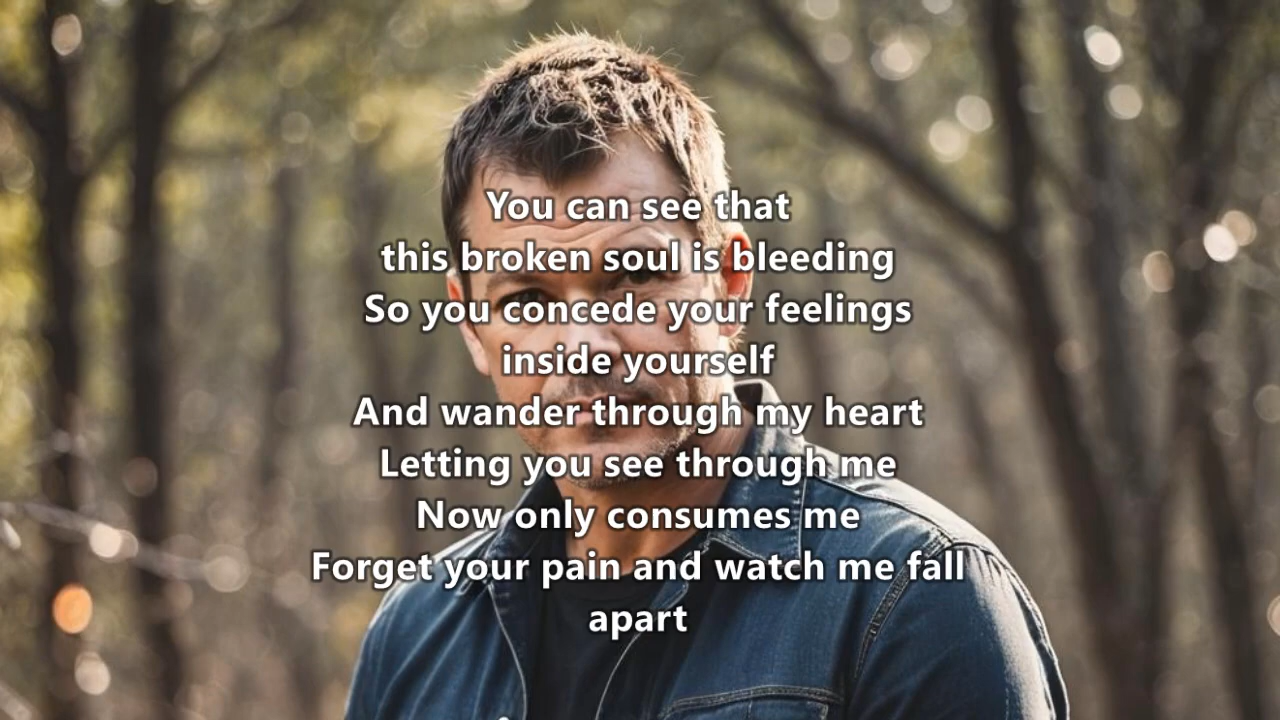 You can see that
this broken soul is bleeding
So you concede your feelings
inside yourself
And wander through my heart
Letting you see through me
Now only consumes me
Forget your pain and watch me fall
apart